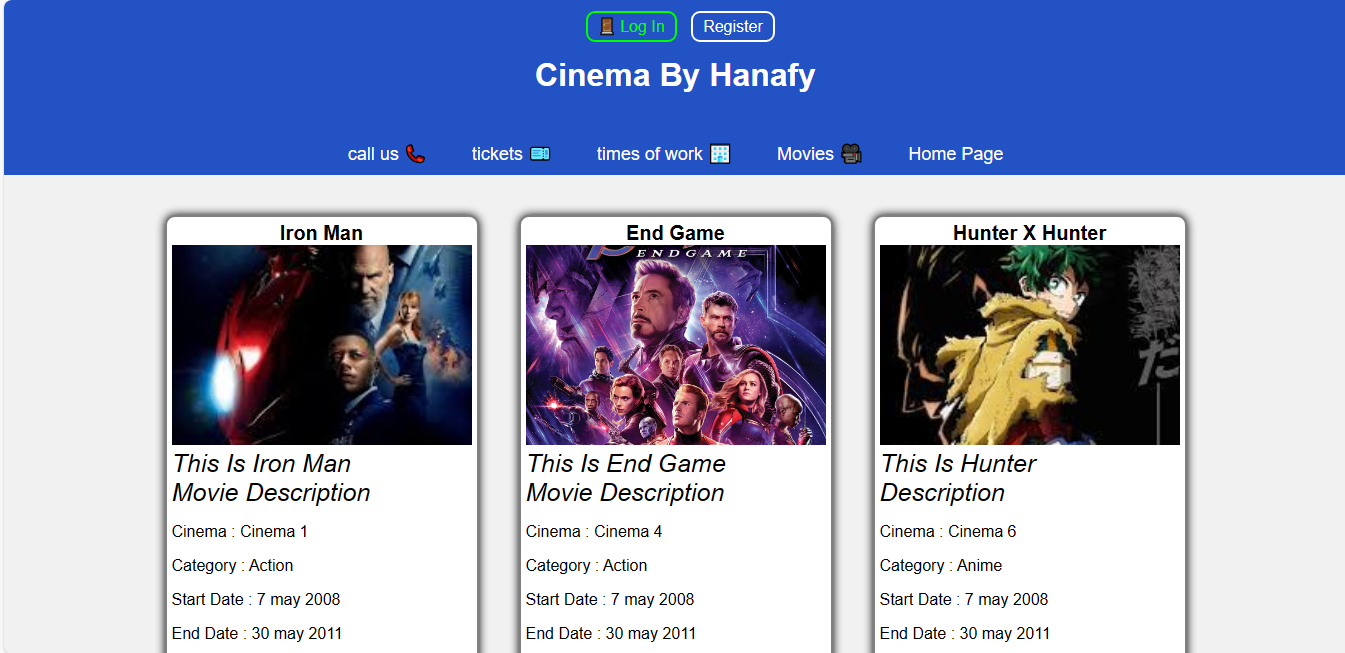 Log In Register
Cinema By Hanafy
call us tickets times of work Movies Home Page
Iron Man
ENDGAME
This Is Iron Man
Movie Description
Cinema : Cinema 1
Category : Action
Start Date : 7 may 2008
End Date : 30 may 2011
End Game
This Is End Game
Movie Description
Cinema : Cinema 4
Category : Action
Start Date : 7 may 2008
End Date : 30 may 2011
Hunter X Hunter
だ
This Is Hunter
Description
Cinema : Cinema 6
Category : Anime
Start Date : 7 may 2008
End Date : 30 may 2011